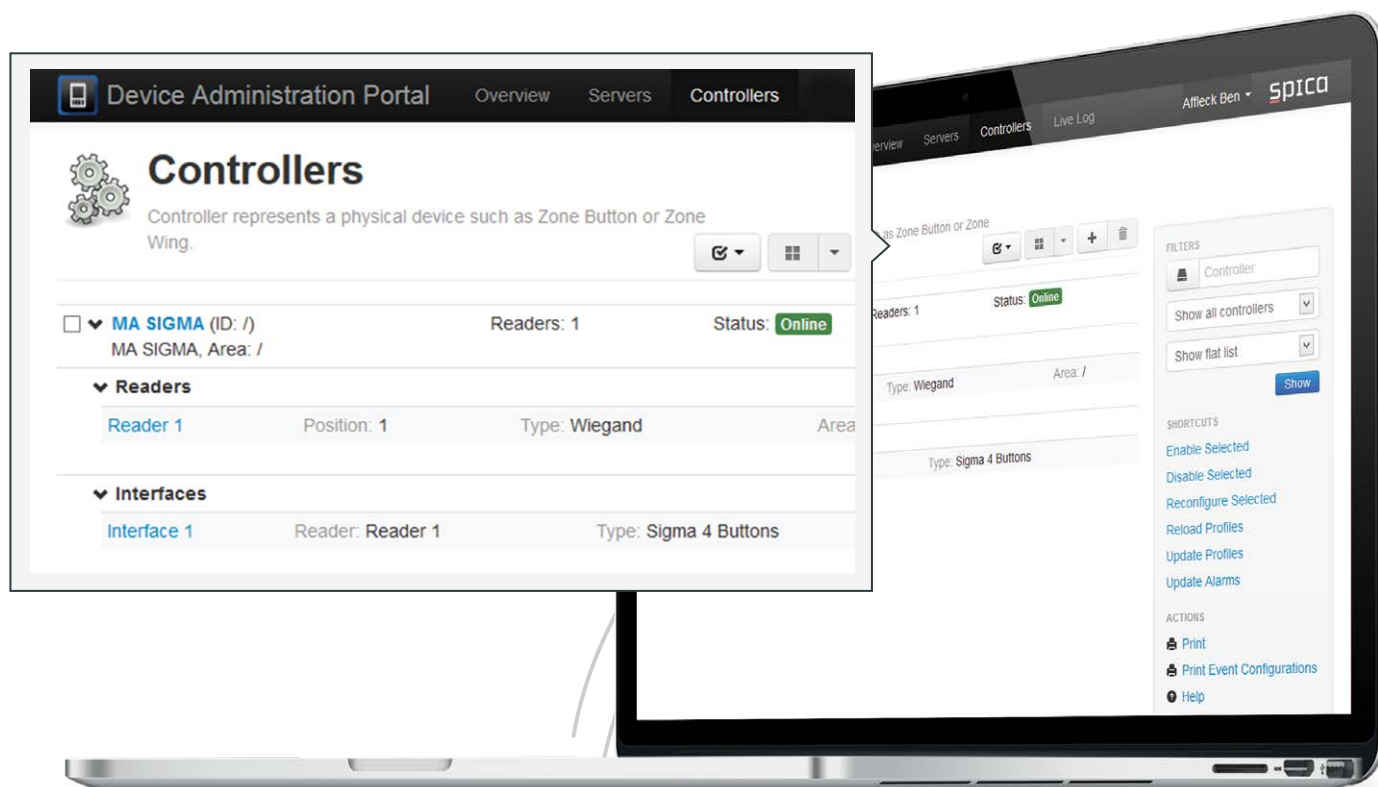 Device Administration Portal Overview Servers Controllers
Controllers
Controller represents a physical device such as Zone Button or Zone
Wing.
MA SIGMA (ID: /) Readers: 1 Status: Online
MA SIGMA, Area: /
Readers
Reader 1 Position: 1 Type: Wiegand Area
Interfaces
Interface 1 Reader: Reader 1 Type: Sigma 4 Buttons
Servers Controllers Live Log Affleck Ben spica
as Zone Button or Zone
Readers: 1 Status: Online
Type: Wiegand Area: /
Type: Sigma 4 Buttons
FILTERS
Controller
Show all controllers
Show flat list
Show
SHORTCUTS
Enable Selected
Disable Selected
Reconfigure Selected
Reload Profiles
Update Profiles
Update Alarms
ACTIONS
Print
Print Event Configurations
Help